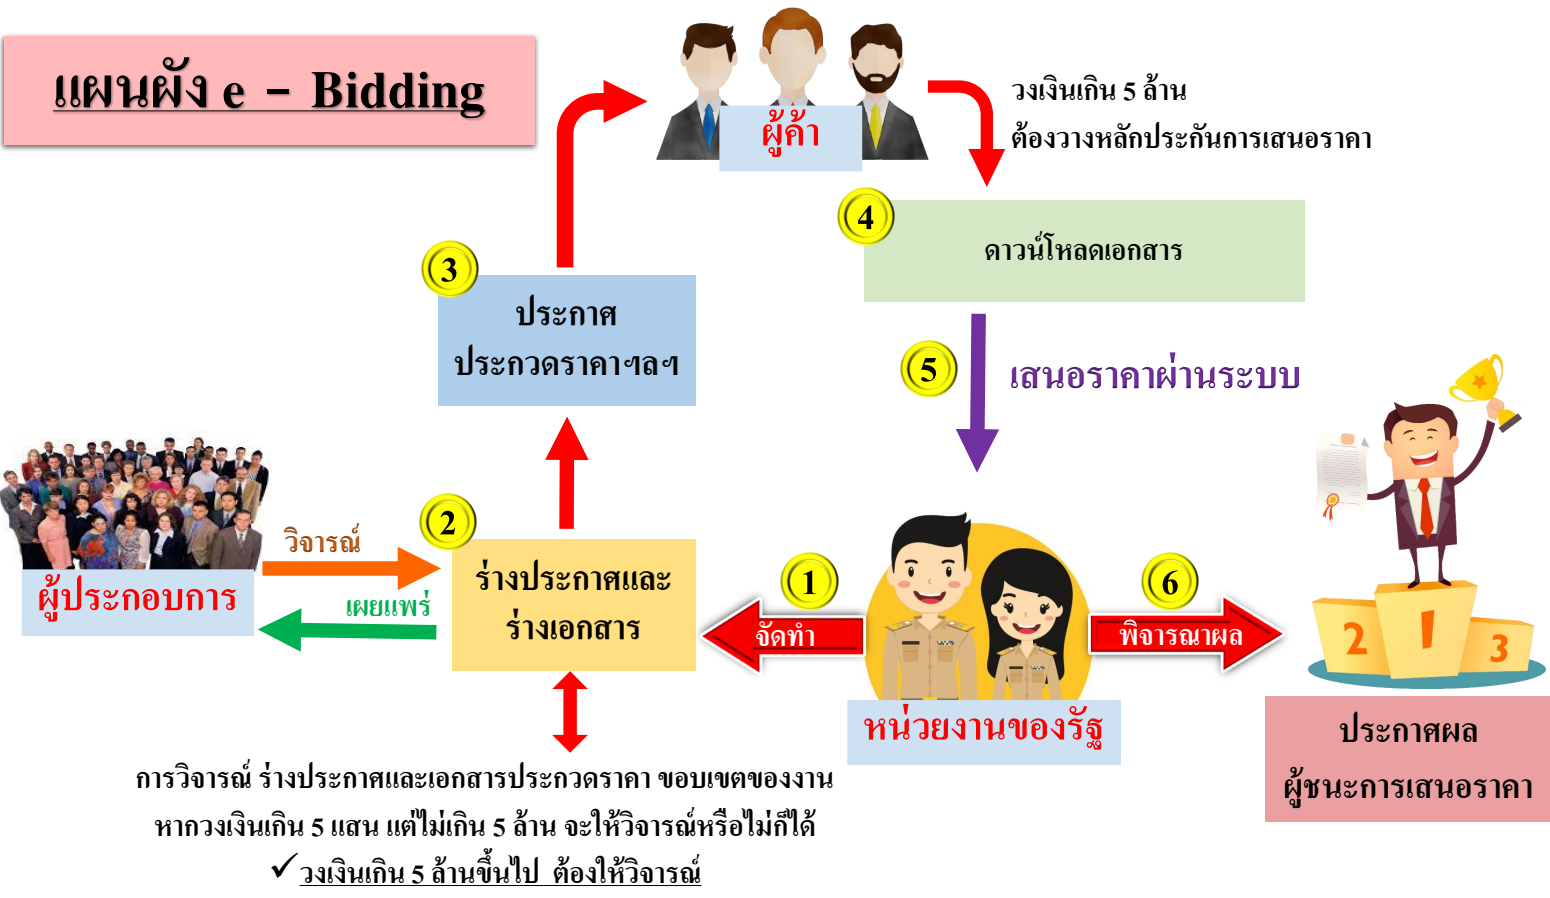 แผนผัง e – Bidding
ผู้ค้า
วงเงินเกิน 5 ล้าน
ต้องวางหลักประกันการเสนอราคา
4
ดาวน์โหลดเอกสาร
3
ประกาศ
ประกวดราคาฯลฯ
5
เสนอราคาผ่านระบบ
วิจารณ์
2
ร่างประกาศและ
ร่างเอกสาร
ผู้ประกอบการ
เผยแพร่
1
จัดทำ
6
พิจารณาผล
2 1 3
หน่วยงานของรัฐ
ประกาศผล
ผู้ชนะการเสนอราคา
การวิจารณ์ ร่างประกาศและเอกสารประกวดราคา ขอบเขตของงาน
หากวงเงินเกิน 5 แสน แต่ไม่เกิน 5 ล้าน จะให้วิจารณ์หรือไม่ก็ได้
✓วงเงินเกิน 5 ล้านขึ้นไป ต้องให้วิจารณ์